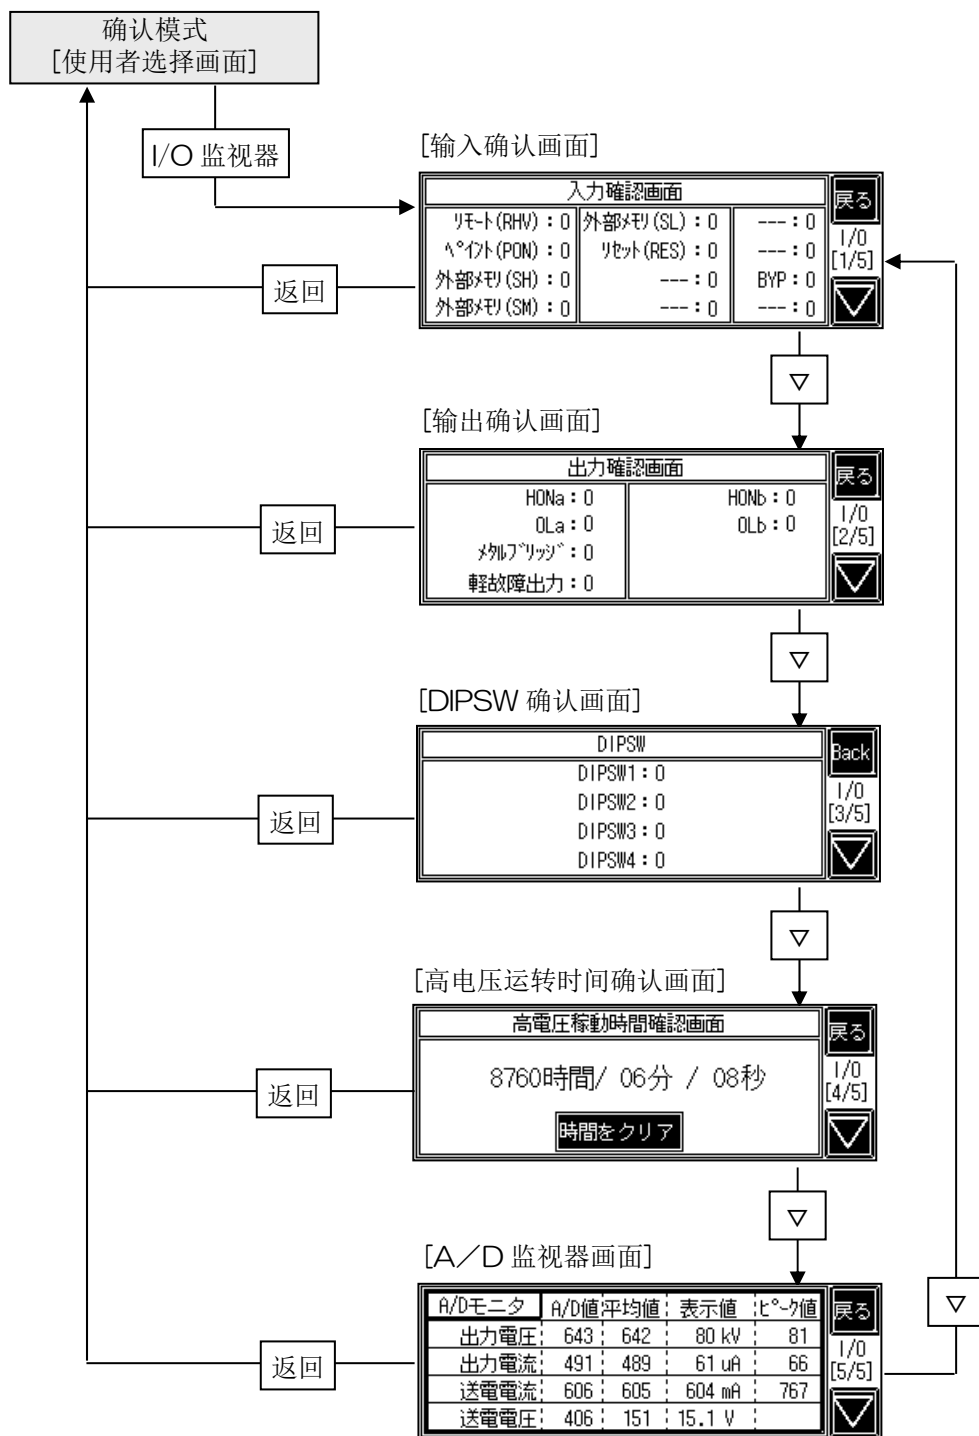 确认模式
[使用者选择画面]
I/O 监视器
[输入确认画面]
入力確認画面
戻る
ﾘﾓｰﾄ(RHV):0 外部ﾒﾓﾘ(SL):0 ---:0
ﾍﾟｲﾝﾄ(PON):0 ﾘｾｯﾄ(RES):0 ---:0
外部ﾒﾓﾘ(SH):0 ---:0 BYP:0
外部ﾒﾓﾘ(SM):0 ---:0 ---:0
I/O
[1/5]
▽
返回
▽
[输出确认画面]
出力確認画面
戻る
HONa:0 HONb:0
OLa:0 OLb:0
ﾒﾀﾙﾌﾞﾘｯｼﾞ:0
軽故障出力:0
I/O
[2/5]
▽
返回
▽
[DIPSW 确认画面]
DIPSW
Back
DIPSW1:0
DIPSW2:0
DIPSW3:0
DIPSW4:0
I/O
[3/5]
▽
返回
▽
[高电压运转时间确认画面]
高電圧稼動時間確認画面
戻る
8760時間/ 06分 / 08秒
時間をクリア
I/O
[4/5]
▽
返回
▽
[A／D 监视器画面]
A/Dモニタ A/D値 平均値 表示値 ﾋﾟｰｸ値
出力電圧 643 642 80 kV 81
出力電流 491 489 61 uA 66
送電電流 606 605 604 mA 767
送電電圧 406 151 15.1 V
戻る
I/O
[5/5]
▽
返回
▽